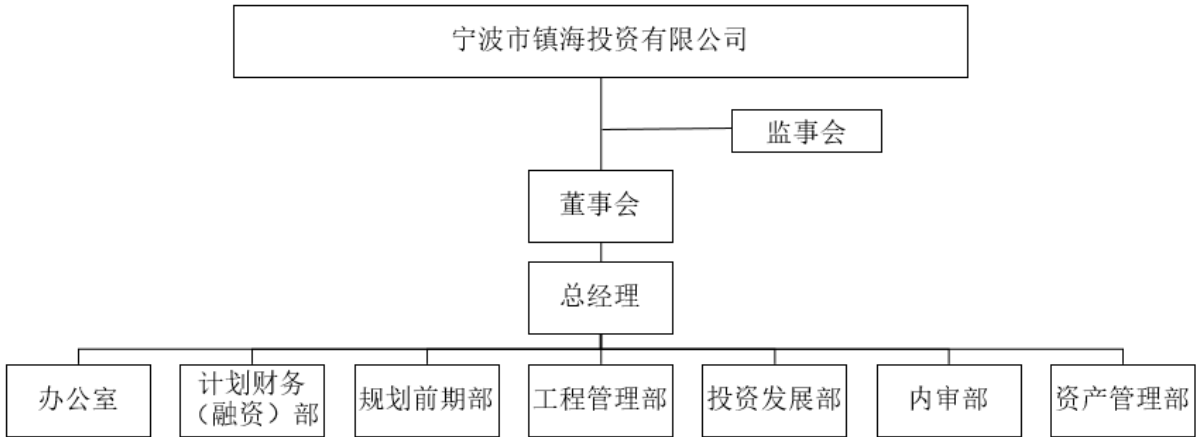 宁波市镇海投资有限公司
监事会
董事会
总经理
办公室
计划财务
（融资）部
规划前期部
工程管理部
投资发展部
内审部
资产管理部